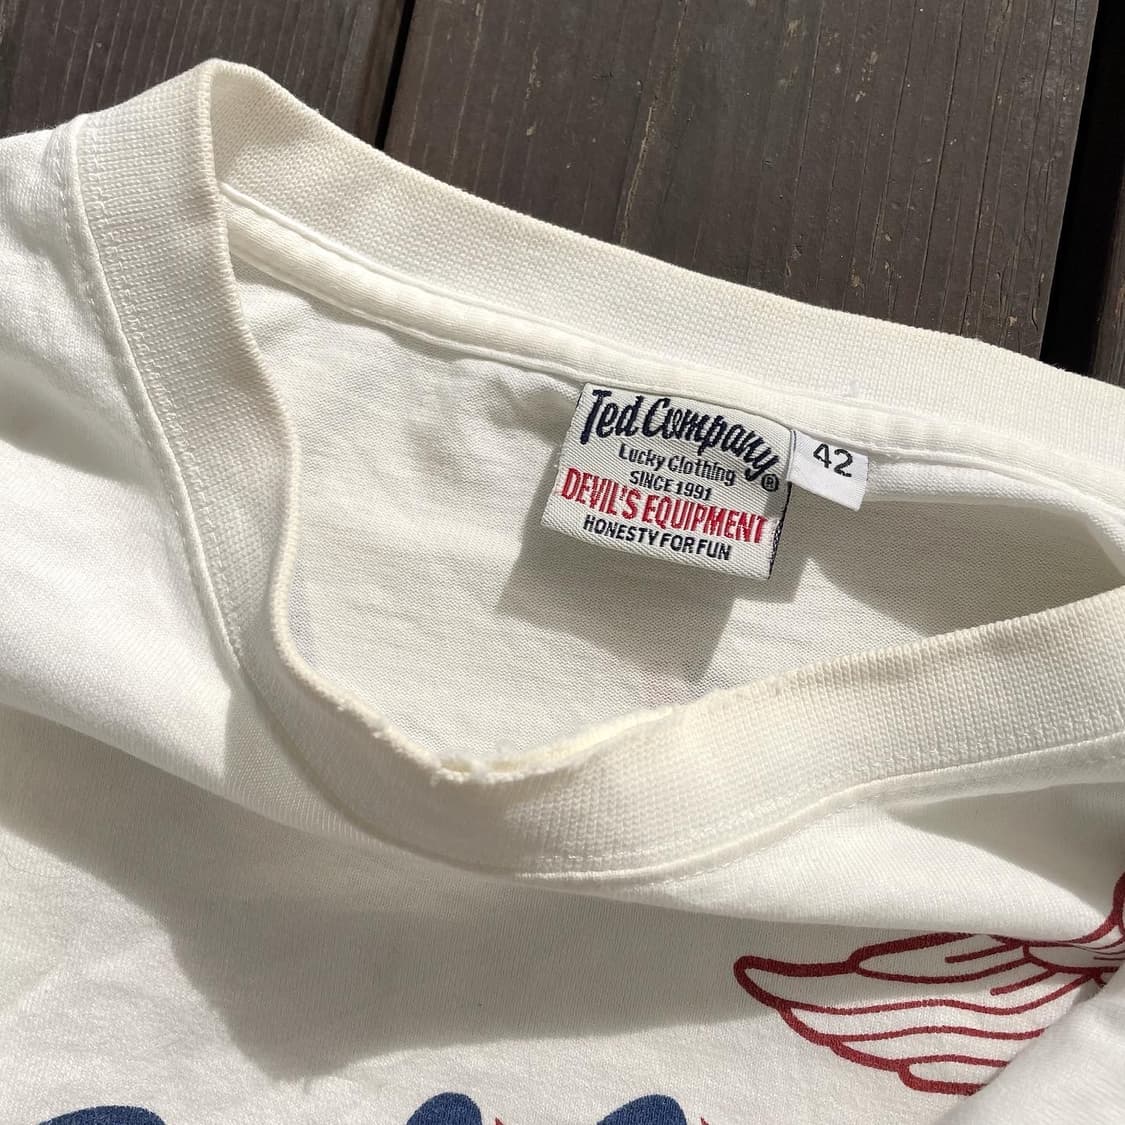 Ted Company®
Lucky Clothing
SINCE 1991
DEVIL'S EQUIPMENT
HONESTY FOR FUN
42